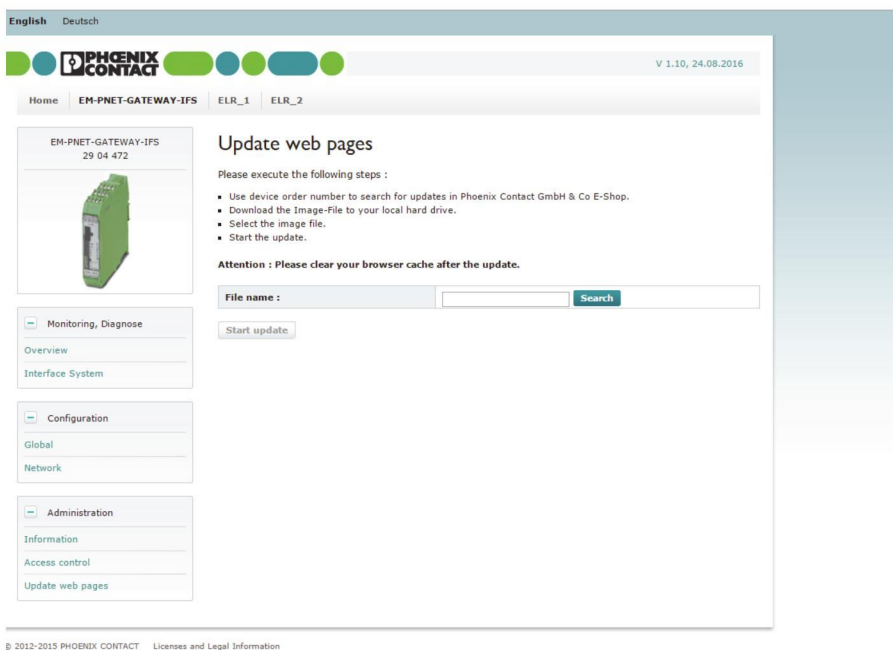 English Deutsch
PHŒNIX
CONTACT
V 1.10, 24.08.2016
Home EM-PNET-GATEWAY-IFS ELR_1 ELR_2
EM-PNET-GATEWAY-IFS
29 04 472
Update web pages
Please execute the following steps :
Use device order number to search for updates in Phoenix Contact GmbH & Co E-Shop.
Download the Image-File to your local hard drive.
Select the image file.
Start the update.
Attention : Please clear your browser cache after the update.
File name : Search
Start update
Monitoring, Diagnose
Overview
Interface System
Configuration
Global
Network
Administration
Information
Access control
Update web pages
© 2012-2015 PHOENIX CONTACT Licenses and Legal Information